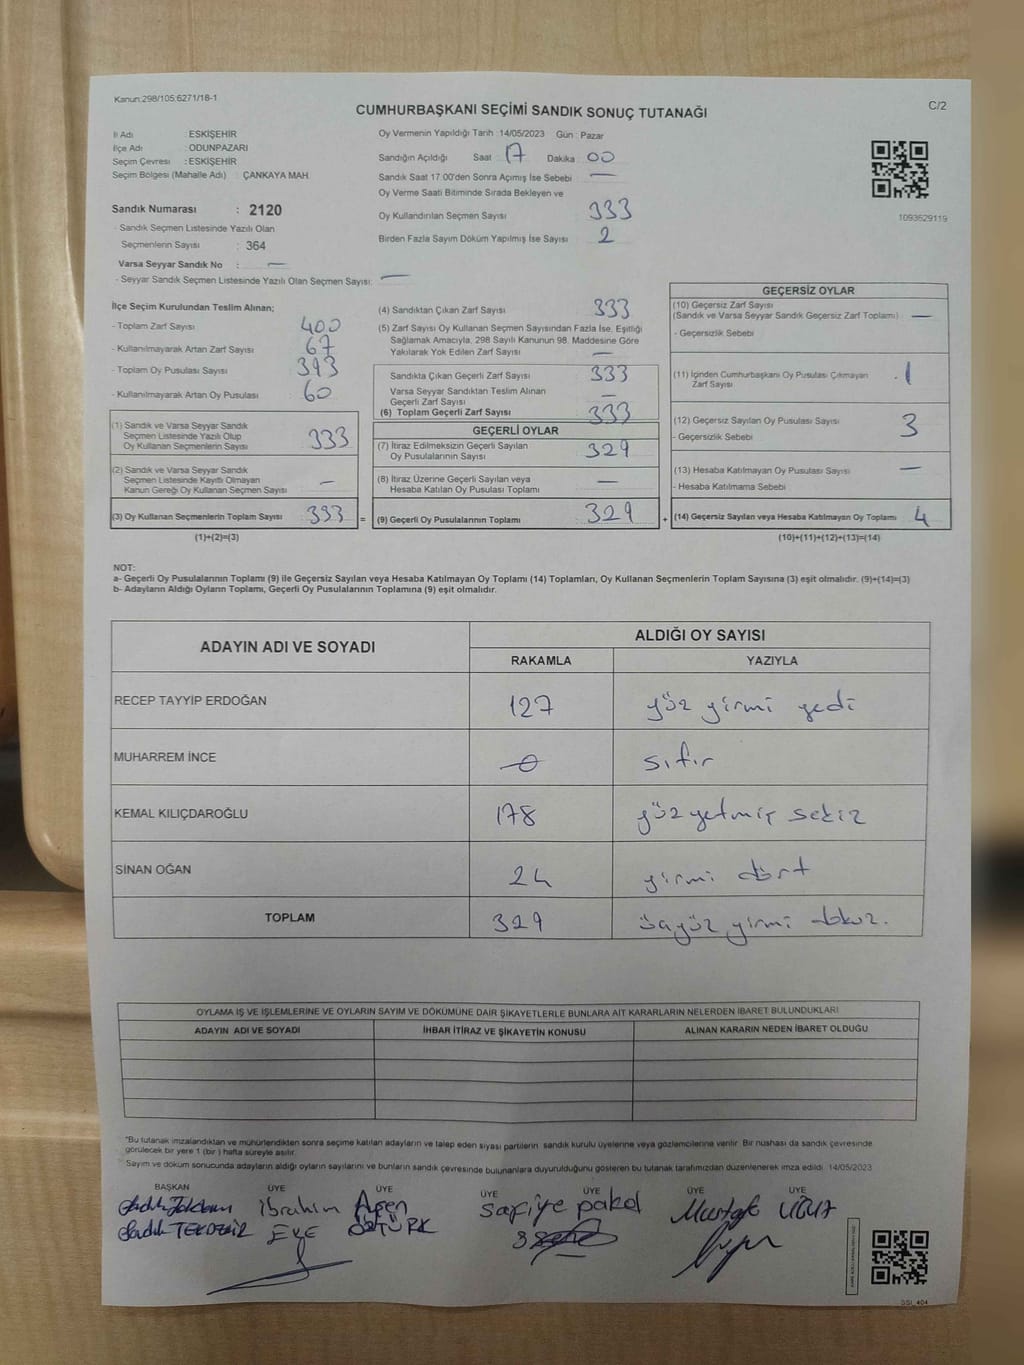 Kanun:298/105;6271/18-1
CUMHURBAŞKANI SEÇİMİ SANDIK SONUÇ TUTANAĞI
C/2
İl Adı : ESKİŞEHİR
İlçe Adı : ODUNPAZARI
Seçim Çevresi : ESKİŞEHİR
Seçim Bölgesi (Mahalle Adı) : ÇANKAYA MAH.
Oy Vermenin Yapıldığı Tarih : 14/05/2023 Gün : Pazar
Sandığın Açıldığı Saat 17 Dakika 00
Sandık Saat 17.00'den Sonra Açımış İse Sebebi : —
Oy Verme Saati Bitiminde Sırada Bekleyen ve
Oy Kullandırılan Seçmen Sayısı : 333
Birden Fazla Sayım Döküm Yapılmış İse Sayısı : 2
1093629119
Sandık Numarası : 2120
- Sandık Seçmen Listesinde Yazılı Olan
Seçmenlerin Sayısı : 364
Varsa Seyyar Sandık No : —
- Seyyar Sandık Seçmen Listesinde Yazılı Olan Seçmen Sayısı: —
İlçe Seçim Kurulundan Teslim Alınan;
- Toplam Zarf Sayısı : 400
- Kullanılmayarak Artan Zarf Sayısı : 67
- Toplam Oy Pusulası Sayısı : 393
- Kullanılmayarak Artan Oy Pusulası : 60
(1) Sandık ve Varsa Seyyar Sandık
Seçmen Listesinde Yazılı Olup
Oy Kullanan Seçmenlerin Sayısı : 333
(2) Sandık ve Varsa Seyyar Sandık
Seçmen Listesinde Kayıtlı Olmayan
Kanun Gereği Oy Kullanan Seçmen Sayısı : —
(3) Oy Kullanan Seçmenlerin Toplam Sayısı : 333
(1)+(2)=(3)
(4) Sandıktan Çıkan Zarf Sayısı : 333
(5) Zarf Sayısı Oy Kullanan Seçmen Sayısından Fazla İse, Eşitliği
Sağlamak Amacıyla, 298 Sayılı Kanunun 98. Maddesine Göre
Yakılarak Yok Edilen Zarf Sayısı : —
Sandıkta Çıkan Geçerli Zarf Sayısı : 333
Varsa Seyyar Sandıktan Teslim Alınan
Geçerli Zarf Sayısı : —
(6) Toplam Geçerli Zarf Sayısı : 333
GEÇERLİ OYLAR
(7) İtiraz Edilmeksizin Geçerli Sayılan
Oy Pusulalarının Sayısı : 329
(8) İtiraz Üzerine Geçerli Sayılan veya
Hesaba Katılan Oy Pusulası Toplamı : —
= (9) Geçerli Oy Pusulalarının Toplamı : 329
GEÇERSİZ OYLAR
(10) Geçersiz Zarf Sayısı
(Sandık ve Varsa Seyyar Sandık Geçersiz Zarf Toplamı) : —
- Geçersizlik Sebebi :
(11) İçinden Cumhurbaşkanı Oy Pusulası Çıkmayan
Zarf Sayısı : 1
(12) Geçersiz Sayılan Oy Pusulası Sayısı : 3
- Geçersizlik Sebebi :
(13) Hesaba Katılmayan Oy Pusulası Sayısı : —
- Hesaba Katılmama Sebebi :
+ (14) Geçersiz Sayılan veya Hesaba Katılmayan Oy Toplamı : 4
(10)+(11)+(12)+(13)=(14)
NOT:
a- Geçerli Oy Pusulalarının Toplamı (9) ile Geçersiz Sayılan veya Hesaba Katılmayan Oy Toplamı (14) Toplamları, Oy Kullanan Seçmenlerin Toplam Sayısına (3) eşit olmalıdır. (9)+(14)=(3)
b- Adayların Aldığı Oyların Toplamı, Geçerli Oy Pusulalarının Toplamına (9) eşit olmalıdır.
ADAYIN ADI VE SOYADI ALDIĞI OY SAYISI
RAKAMLA YAZIYLA
RECEP TAYYİP ERDOĞAN 127 yüz yirmi yedi
MUHARREM İNCE 0 sıfır
KEMAL KILIÇDAROĞLU 178 yüz yetmiş sekiz
SİNAN OĞAN 24 yirmi dört
TOPLAM 329 üçyüz yirmi dokuz.
OYLAMA İŞ VE İŞLEMLERİNE VE OYLARIN SAYIM VE DÖKÜMÜNE DAİR ŞİKAYETLERLE BUNLARA AİT KARARLARIN NELERDEN İBARET BULUNDUKLARI
ADAYIN ADI VE SOYADI İHBAR İTİRAZ VE ŞİKAYETİN KONUSU ALINAN KARARIN NEDEN İBARET OLDUĞU
*Bu tutanak imzalandıktan ve mühürlendikten sonra seçime katılan adayların ve talep eden siyasi partilerin sandık kurulu üyelerine veya gözlemcilerine verilir. Bir nüshası da sandık çevresinde
görülecek bir yere 1 (bir ) hafta süreyle asılır.
Sayım ve döküm sonucunda adayların aldığı oyların sayılarını ve bunların sandık çevresinde bulunanlara duyurulduğunu gösteren bu tutanak tarafımızdan düzenlenerek imza edildi. 14/05/2023
BAŞKAN ÜYE ÜYE ÜYE ÜYE ÜYE ÜYE
İbrahim Safiye Mustafa UĞUR
TEKDEMİR ÖZTÜRK
SSİ_404